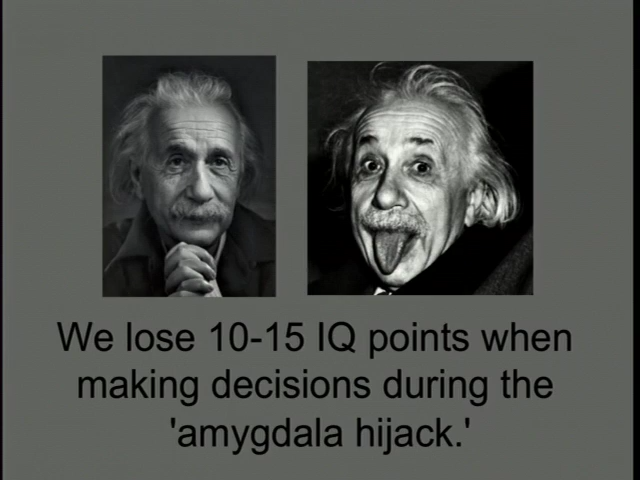 We lose 10-15 IQ points when
making decisions during the
'amygdala hijack.'